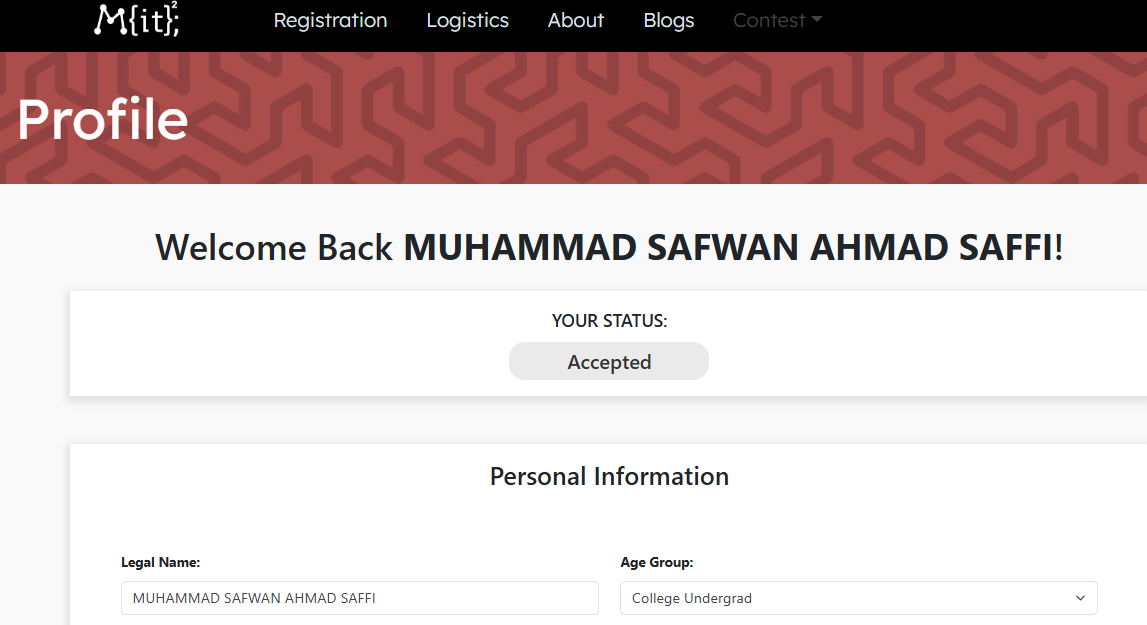 M{it}²;
Registration Logistics About Blogs Contest
Profile
Welcome Back MUHAMMAD SAFWAN AHMAD SAFFI!
YOUR STATUS:
Accepted
Personal Information
Legal Name: Age Group:
MUHAMMAD SAFWAN AHMAD SAFFI College Undergrad